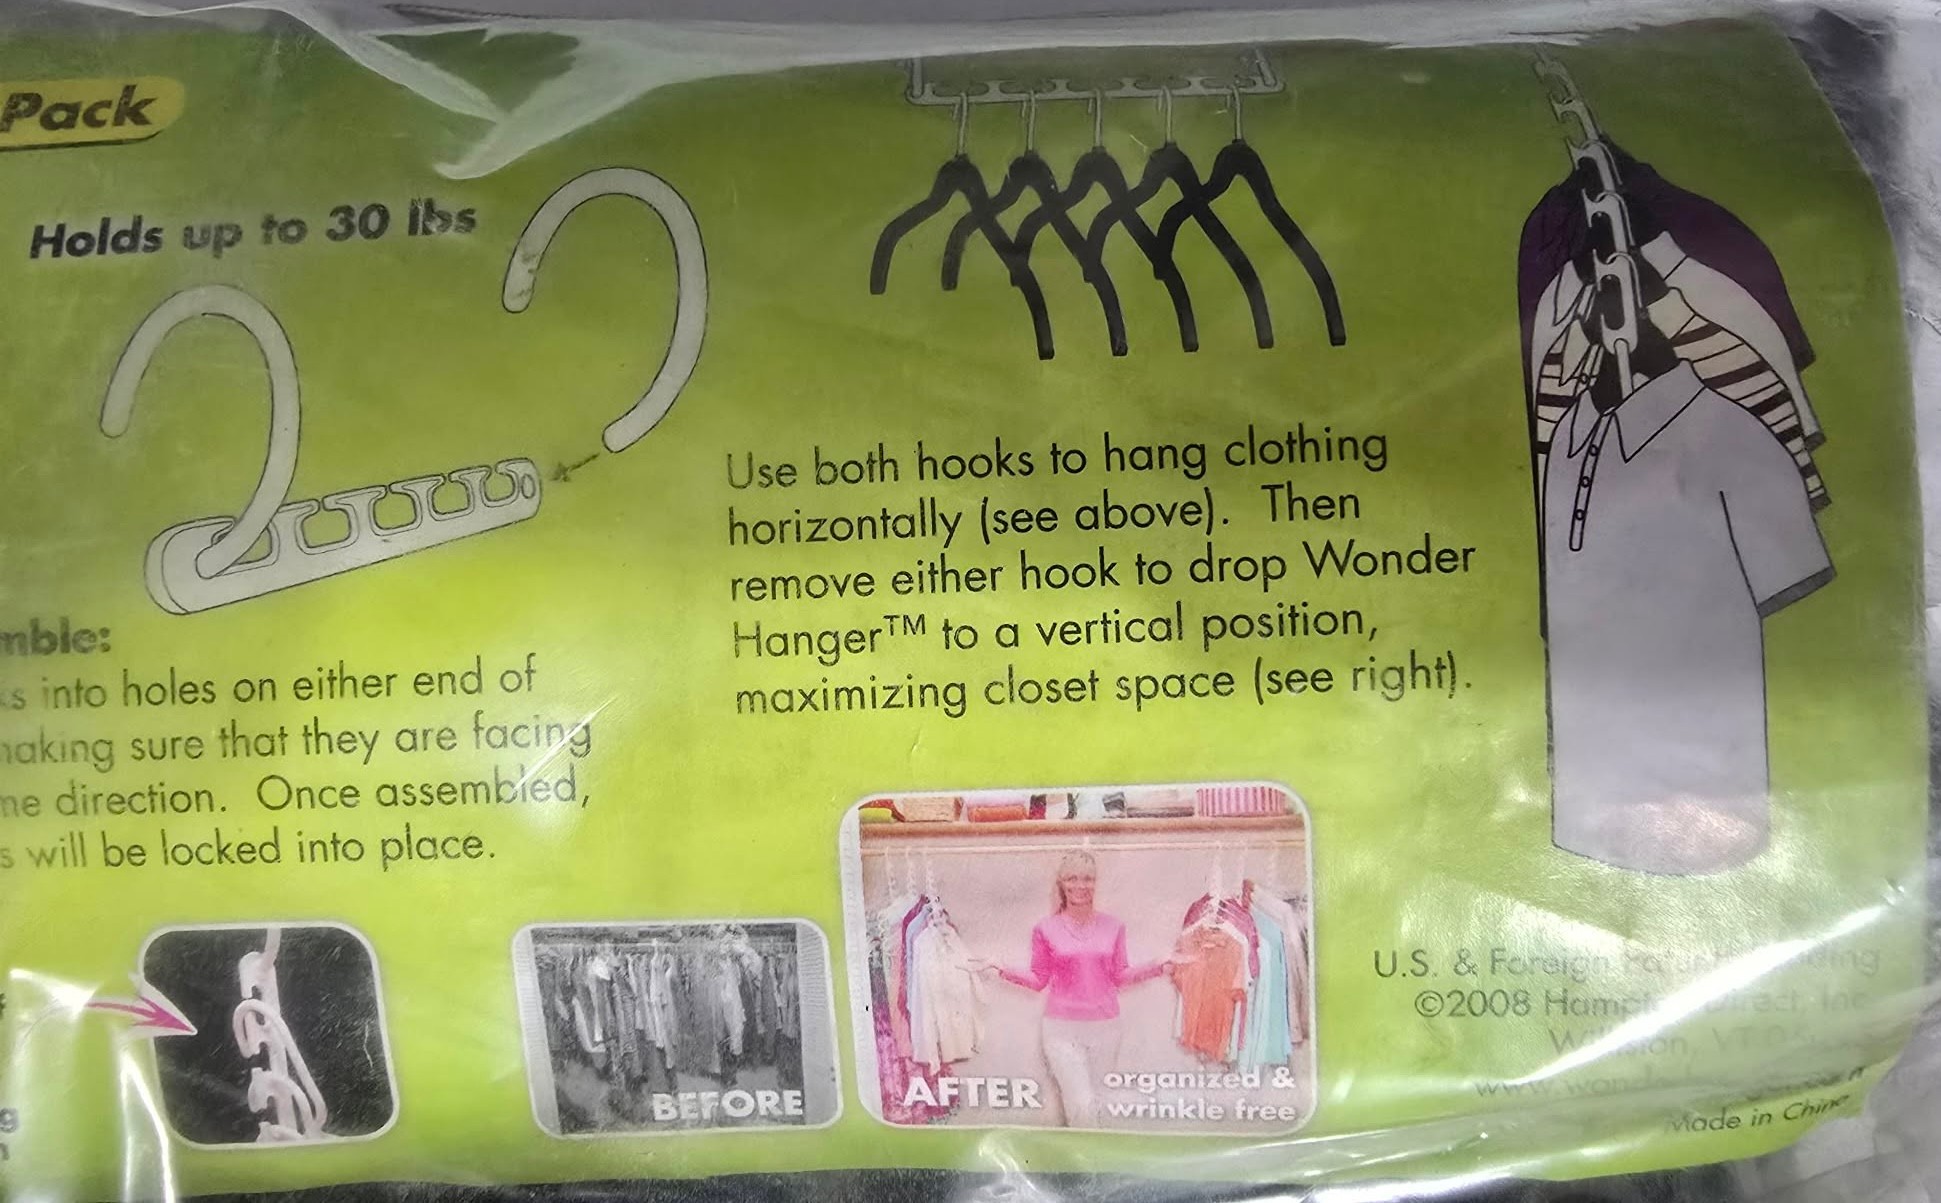 Pack
Holds up to 30 lbs
Use both hooks to hang clothing
horizontally (see above). Then
remove either hook to drop Wonder
Hanger™ to a vertical position,
maximizing closet space (see right).
mble:
s into holes on either end of
aking sure that they are facing
me direction. Once assembled,
s will be locked into place.
BEFORE
AFTER
organized &
wrinkle free
U.S. & Foreign
©2008
VT
Made in China